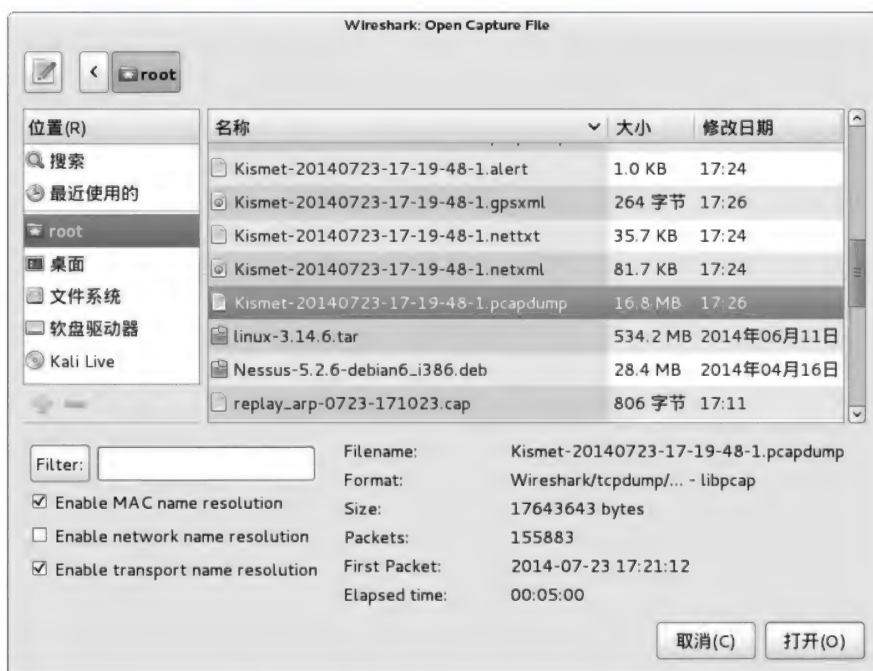 Wireshark: Open Capture File
root
位置(R)
搜索
最近使用的
root
桌面
文件系统
软盘驱动器
Kali Live
名称 大小 修改日期
Kismet-20140723-17-19-48-1.alert 1.0 KB 17:24
Kismet-20140723-17-19-48-1.gpsxml 264 字节 17:26
Kismet-20140723-17-19-48-1.nettxt 35.7 KB 17:24
Kismet-20140723-17-19-48-1.netxml 81.7 KB 17:24
Kismet-20140723-17-19-48-1.pcapdump 16.8 MB 17:26
linux-3.14.6.tar 534.2 MB 2014年06月11日
Nessus-5.2.6-debian6_i386.deb 28.4 MB 2014年04月16日
replay_arp-0723-171023.cap 806 字节 17:11
Filter:
Enable MAC name resolution
Enable network name resolution
Enable transport name resolution
Filename: Kismet-20140723-17-19-48-1.pcapdump
Format: Wireshark/tcpdump/... - libpcap
Size: 17643643 bytes
Packets: 155883
First Packet: 2014-07-23 17:21:12
Elapsed time: 00:05:00
取消(C) 打开(O)